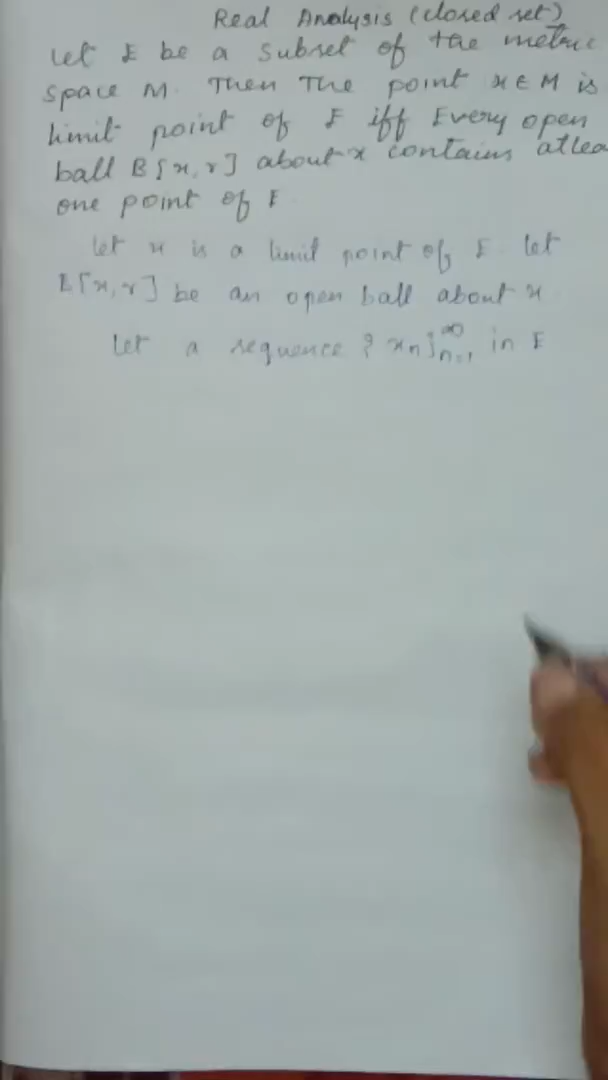 Real Analysis (closed set)
Let E be a subset of the metric
space M. Then The point x ∈ M is
limit point of E iff Every open
ball B[x, r] about x contains atlea
one point of E
Let x is a limit point of E Let
B[x, r] be an open ball about x
Let a sequence {xn}∞n=1 in E